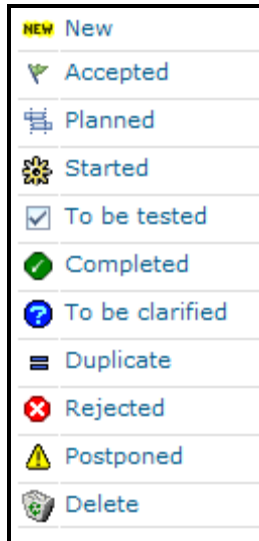 NEW New
Accepted
Planned
Started
To be tested
Completed
? To be clarified
Duplicate
Rejected
Postponed
Delete